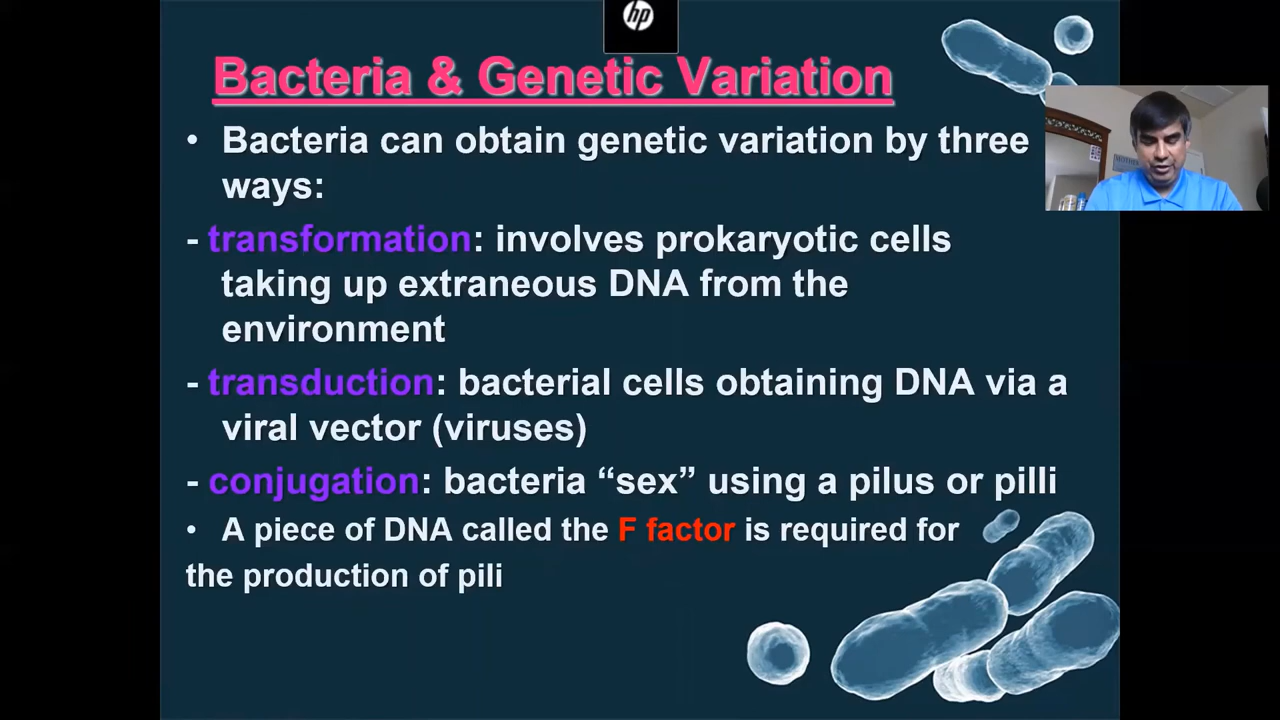 hp
Bacteria & Genetic Variation
• Bacteria can obtain genetic variation by three
ways:
- transformation: involves prokaryotic cells
taking up extraneous DNA from the
environment
- transduction: bacterial cells obtaining DNA via a
viral vector (viruses)
- conjugation: bacteria “sex” using a pilus or pilli
• A piece of DNA called the F factor is required for
the production of pili